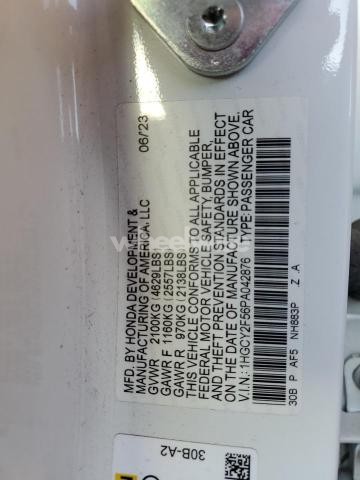 MFD. BY HONDA DEVELOPMENT &
MANUFACTURING OF AMERICA, LLC
06/23
GVWR 2100KG(4629LBS)
GAWR F 1160KG(2557LBS)
GAWR R 970KG(2138LBS)
THIS VEHICLE CONFORMS TO ALL APPLICABLE
FEDERAL MOTOR VEHICLE SAFETY, BUMPER,
AND THEFT PREVENTION STANDARDS IN EFFECT
ON THE DATE OF MANUFACTURE SHOWN ABOVE.
V.I.N.: 1HGCY2F56PA042876 TYPE:PASSENGER CAR
30B P AF5 NH883P Z .A
30B-A2